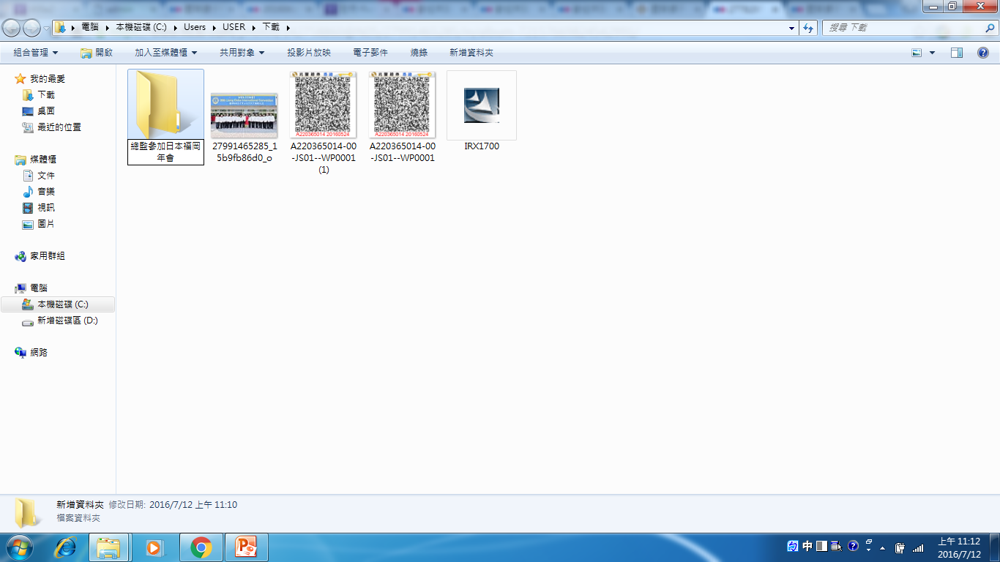 電腦 ▸ 本機磁碟 (C:) ▸ Users ▸ USER ▸ 下載 ▸
搜尋 下載
組合管理 開啟 加入至媒體櫃 共用對象 投影片放映 電子郵件 燒錄 新增資料夾
我的最愛
下載
桌面
最近的位置
媒體櫃
文件
音樂
視訊
圖片
家用群組
電腦
本機磁碟 (C:)
新增磁碟區 (D:)
網路
總監參加日本福岡
年會
27991465285_1
5b9fb86d0_o
A220365014 20160524
A220365014-00
-JS01--WP0001
(1)
A220365014 20160524
A220365014-00
-JS01--WP0001
IRX1700
新增資料夾 修改日期: 2016/7/12 上午 11:10
檔案資料夾
中
上午 11:12
2016/7/12